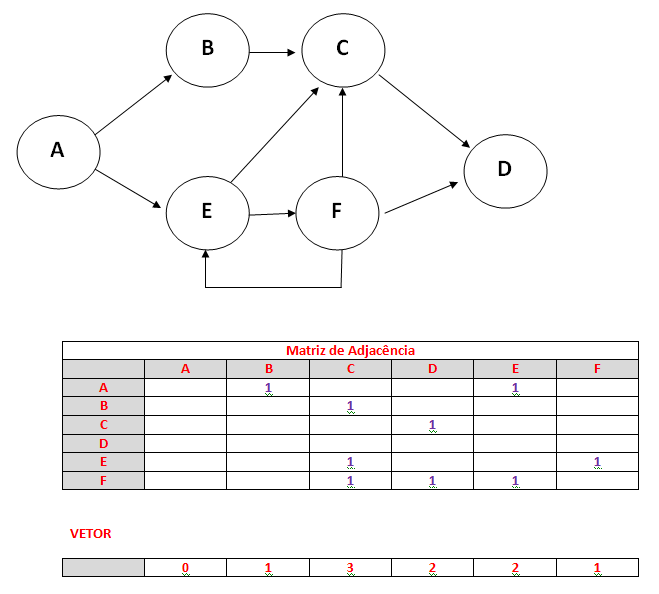 B C
A
D
E F
Matriz de Adjacência
A B C D E F
A 1 1
B 1
C 1
D
E 1 1
F 1 1 1
VETOR
0 1 3 2 2 1